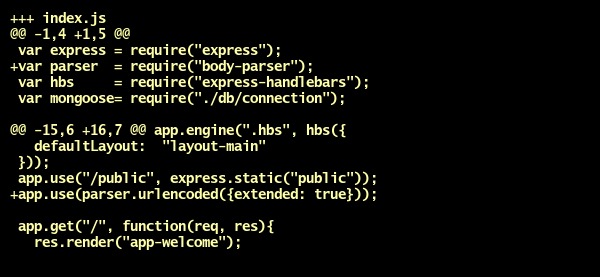 +++ index.js
@@ -1,4 +1,5 @@
 var express = require("express");
+var parser  = require("body-parser");
 var hbs     = require("express-handlebars");
 var mongoose= require("./db/connection");

@@ -15,6 +16,7 @@ app.engine(".hbs", hbs({
   defaultLayout:  "layout-main"
 }));
 app.use("/public", express.static("public"));
+app.use(parser.urlencoded({extended: true}));

 app.get("/", function(req, res){
   res.render("app-welcome");